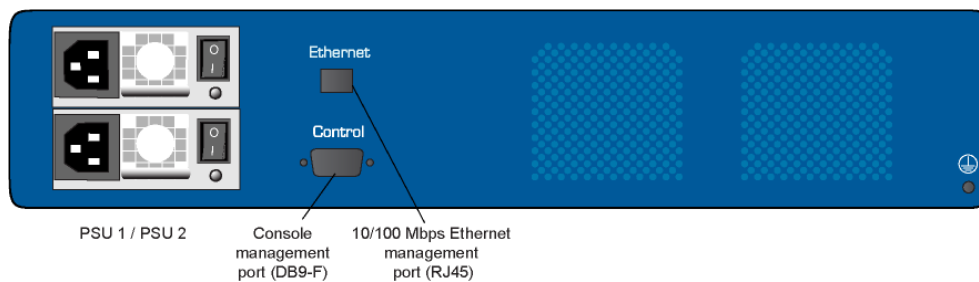 Ethernet
Control
O
I
O
I
PSU 1 / PSU 2
Console
management
port (DB9-F)
10/100 Mbps Ethernet
management
port (RJ45)